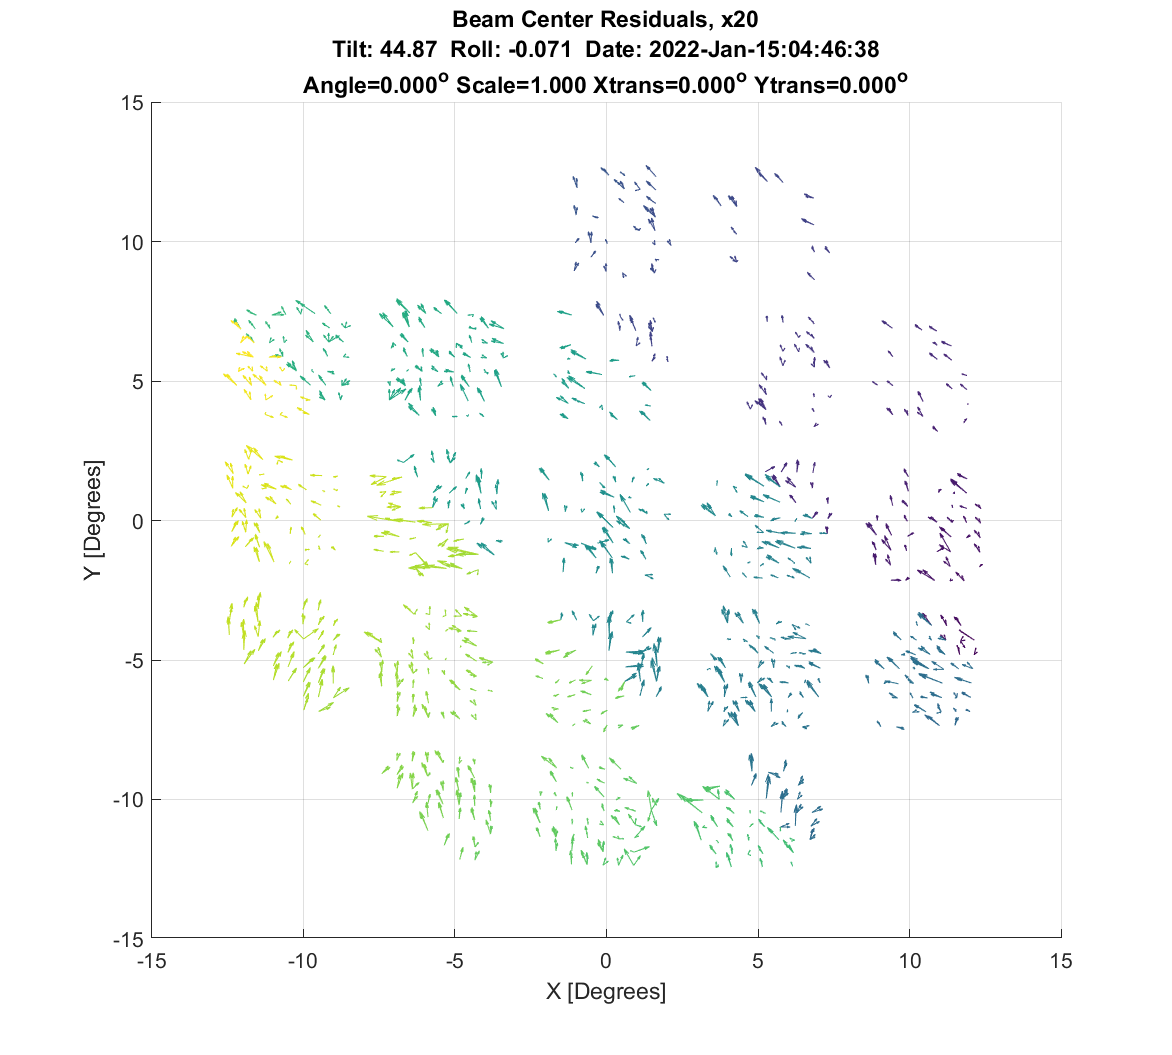 Beam Center Residuals, x20
Tilt: 44.87 Roll: -0.071 Date: 2022-Jan-15:04:46:38
Angle=0.000° Scale=1.000 Xtrans=0.000° Ytrans=0.000°
15
10
5
0
-5
-10
-15
Y [Degrees]
-15 -10 -5 0 5 10 15
X [Degrees]